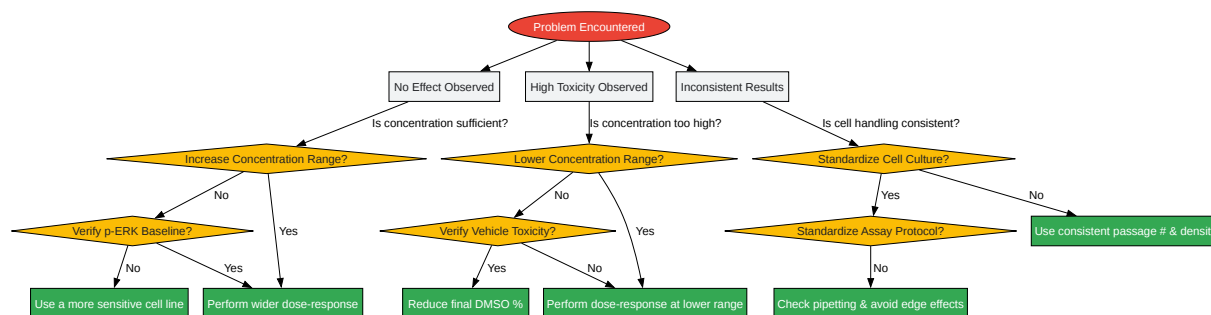 Problem Encountered
No Effect Observed
High Toxicity Observed
Inconsistent Results
Is concentration sufficient?
Is concentration too high?
Is cell handling consistent?
Increase Concentration Range?
Lower Concentration Range?
Standardize Cell Culture?
No
No
Yes
No
Yes
Yes
Verify p-ERK Baseline?
Verify Vehicle Toxicity?
Standardize Assay Protocol?
Use consistent passage # & densit
No
Yes
Yes
No
No
Use a more sensitive cell line
Perform wider dose-response
Reduce final DMSO %
Perform dose-response at lower range
Check pipetting & avoid edge effects